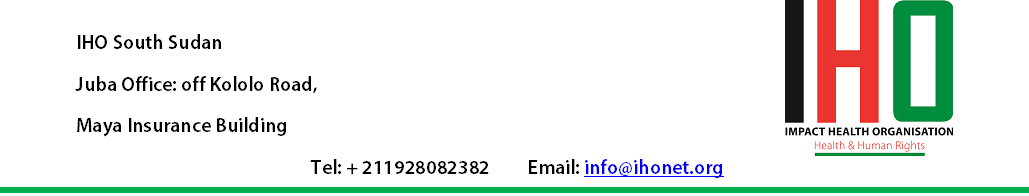 IHO South Sudan
Juba Office: off Kololo Road,
Maya Insurance Building
Tel: + 211928082382 Email: info@ihonet.org
IHO
IMPACT HEALTH ORGANISATION
Health & Human Rights